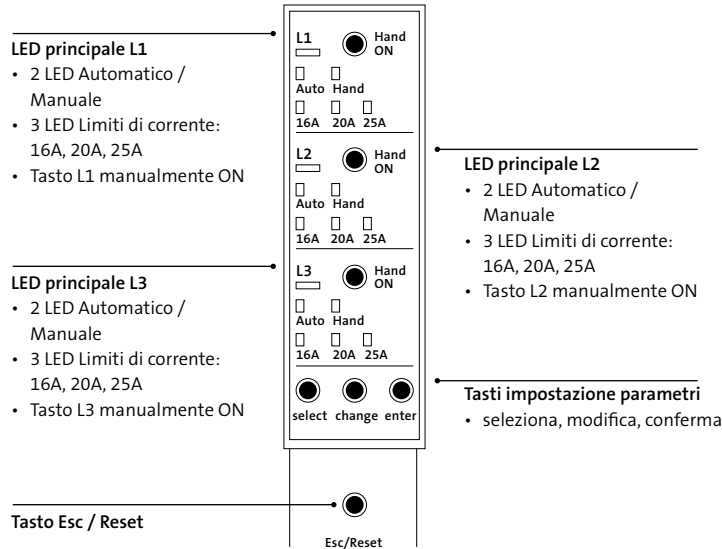 LED principale L1
• 2 LED Automatico /
Manuale
• 3 LED Limiti di corrente:
16A, 20A, 25A
• Tasto L1 manualmente ON
LED principale L3
• 2 LED Automatico /
Manuale
• 3 LED Limiti di corrente:
16A, 20A, 25A
• Tasto L3 manualmente ON
Tasto Esc / Reset
L1 Hand
ON
Auto Hand
16A 20A 25A
L2 Hand
ON
Auto Hand
16A 20A 25A
L3 Hand
ON
Auto Hand
16A 20A 25A
select change enter
Esc/Reset
LED principale L2
• 2 LED Automatico /
Manuale
• 3 LED Limiti di corrente:
16A, 20A, 25A
• Tasto L2 manualmente ON
Tasti impostazione parametri
• seleziona, modifica, conferma